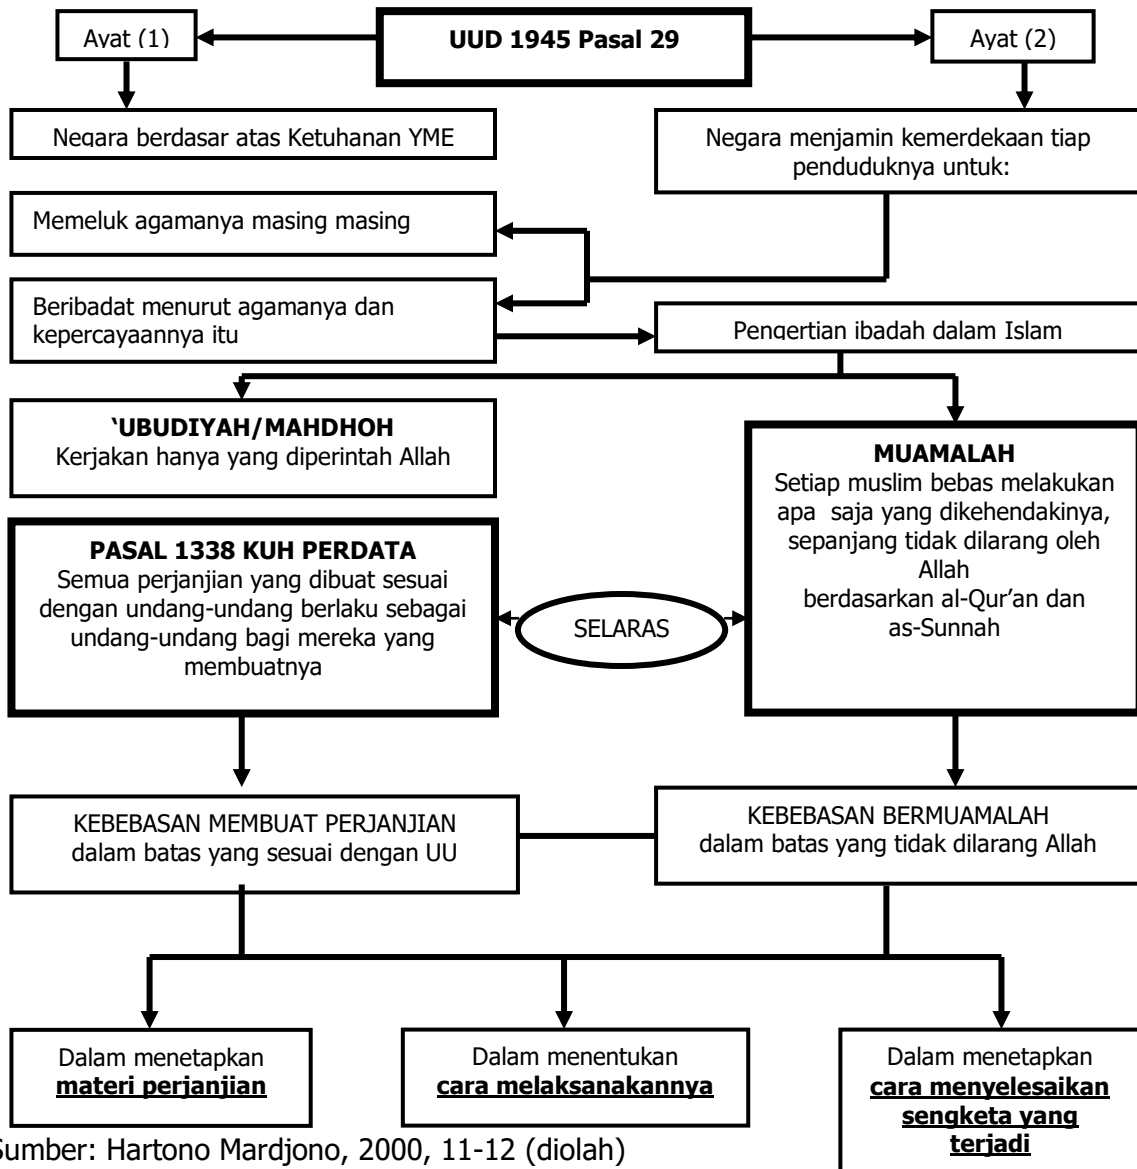 Ayat (1)
UUD 1945 Pasal 29
Ayat (2)
Negara berdasar atas Ketuhanan YME
Negara menjamin kemerdekaan tiap
penduduknya untuk:
Memeluk agamanya masing masing
Beribadat menurut agamanya dan
kepercayaannya itu
Pengertian ibadah dalam Islam
‘UBUDIYAH/MAHDHOH
Kerjakan hanya yang diperintah Allah
MUAMALAH
Setiap muslim bebas melakukan
apa saja yang dikehendakinya,
sepanjang tidak dilarang oleh
Allah
berdasarkan al-Qur’an dan
as-Sunnah
PASAL 1338 KUH PERDATA
Semua perjanjian yang dibuat sesuai
dengan undang-undang berlaku sebagai
undang-undang bagi mereka yang
membuatnya
SELARAS
KEBEBASAN MEMBUAT PERJANJIAN
dalam batas yang sesuai dengan UU
KEBEBASAN BERMUAMALAH
dalam batas yang tidak dilarang Allah
Dalam menetapkan
materi perjanjian
Dalam menentukan
cara melaksanakannya
Dalam menetapkan
cara menyelesaikan
sengketa yang
terjadi
Sumber: Hartono Mardjono, 2000, 11-12 (diolah)